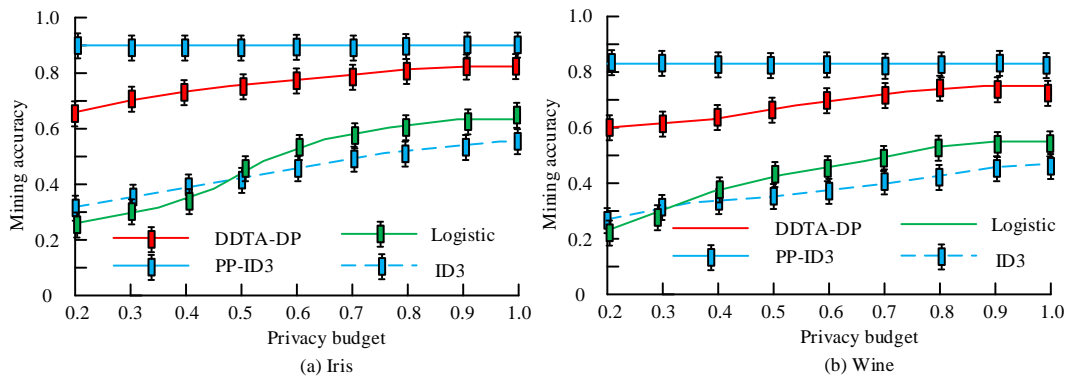 Mining accuracy
1.0
0.8
0.6
0.4
0.2
0
DDTA-DP
Logistic
PP-ID3
ID3
0.2 0.3 0.4 0.5 0.6 0.7 0.8 0.9 1.0
Privacy budget
(a) Iris
Mining accuracy
1.0
0.8
0.6
0.4
0.2
0
DDTA-DP
Logistic
PP-ID3
ID3
0.2 0.3 0.4 0.5 0.6 0.7 0.8 0.9 1.0
Privacy budget
(b) Wine